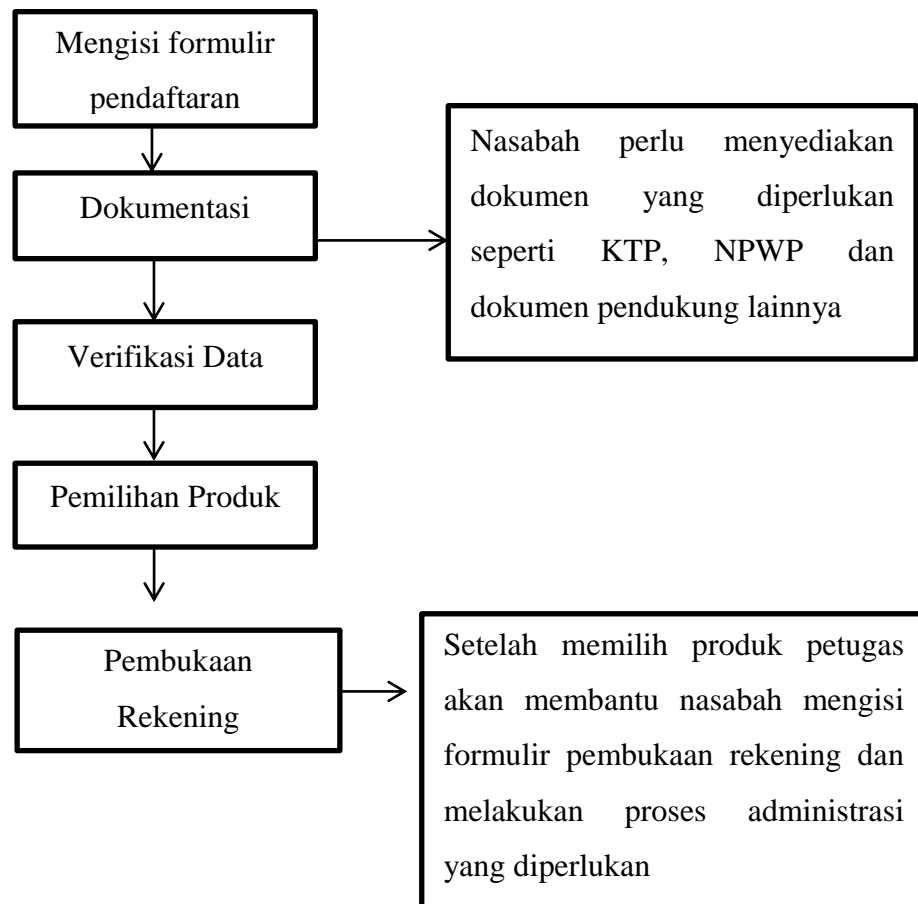 Mengisi formulir
pendaftaran
Dokumentasi
Nasabah perlu menyediakan
dokumen yang diperlukan
seperti KTP, NPWP dan
dokumen pendukung lainnya
Verifikasi Data
Pemilihan Produk
Pembukaan
Rekening
Setelah memilih produk petugas
akan membantu nasabah mengisi
formulir pembukaan rekening dan
melakukan proses administrasi
yang diperlukan